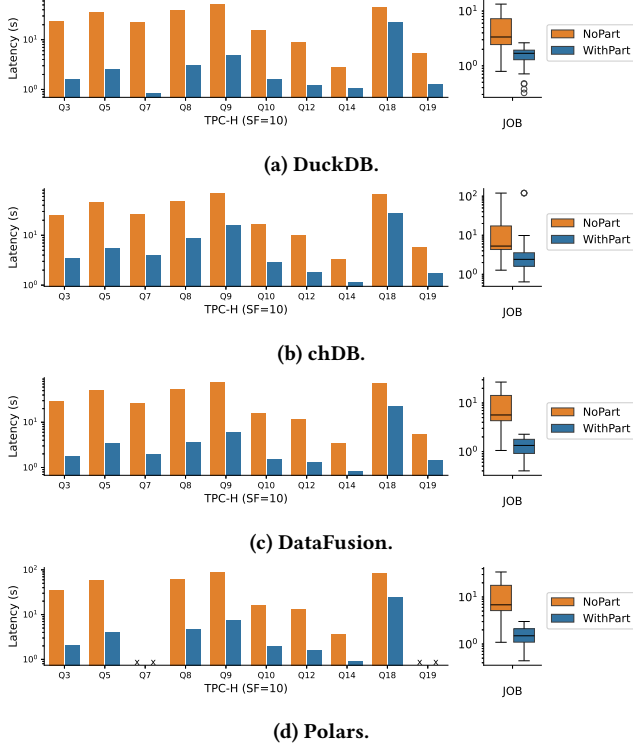 Latency (s)
10¹
10⁰
Q3 Q5 Q7 Q8 Q9 Q10 Q12 Q14 Q18 Q19
TPC-H (SF=10)
10¹
10⁰
JOB
NoPart
WithPart
(a) DuckDB.
Latency (s)
10¹
10⁰
Q3 Q5 Q7 Q8 Q9 Q10 Q12 Q14 Q18 Q19
TPC-H (SF=10)
10²
10¹
10⁰
JOB
NoPart
WithPart
(b) chDB.
Latency (s)
10¹
10⁰
Q3 Q5 Q7 Q8 Q9 Q10 Q12 Q14 Q18 Q19
TPC-H (SF=10)
10¹
10⁰
JOB
NoPart
WithPart
(c) DataFusion.
Latency (s)
10²
10¹
10⁰
x x x x
Q3 Q5 Q7 Q8 Q9 Q10 Q12 Q14 Q18 Q19
TPC-H (SF=10)
10¹
10⁰
JOB
NoPart
WithPart
(d) Polars.